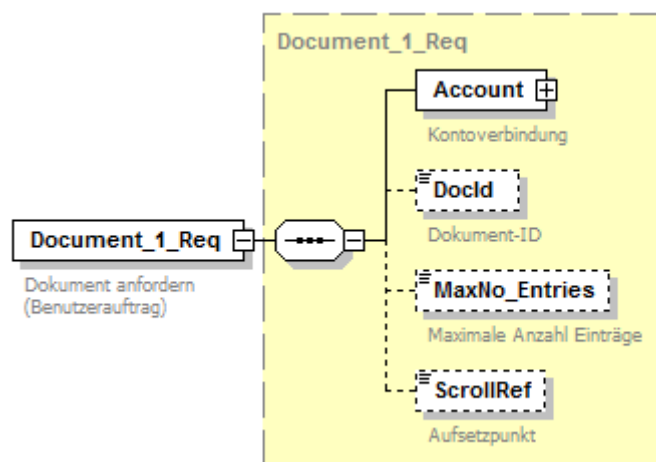 Document_1_Req
Account
Kontoverbindung
DocId
Dokument-ID
Document_1_Req
Dokument anfordern
(Benutzerauftrag)
MaxNo_Entries
Maximale Anzahl Einträge
ScrollRef
Aufsetzpunkt